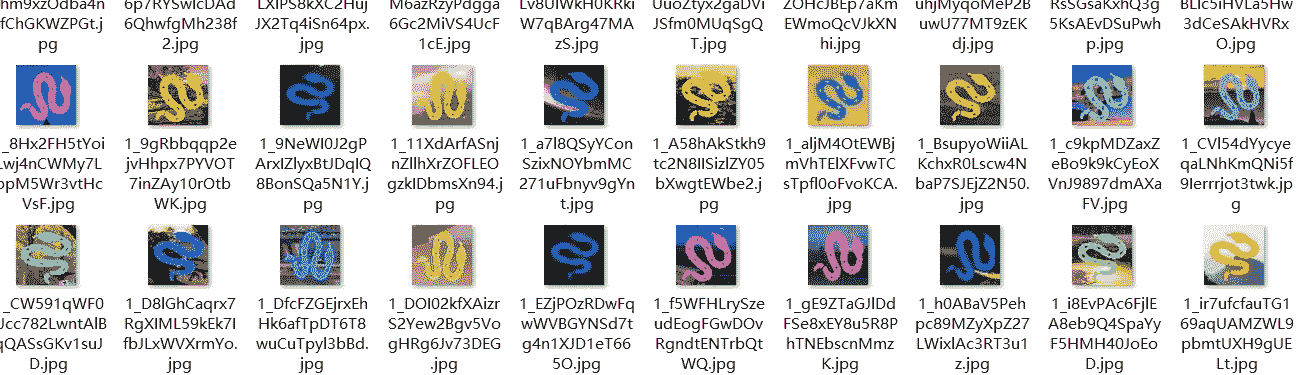 fChGKWZPGt.j
pg
6p7RYSwIcDAd
6QhwfgMh238f
2.jpg
LXIPS8kXC2Huj
JX2Tq4iSn64px.
jpg
M6azRzyPdgga
6Gc2MiVS4UcF
1cE.jpg
Lv8UIWkH0KRki
W7qBArg47MA
zS.jpg
UuoZtyx2gaDVi
JSfm0MUqSgQ
T.jpg
ZOHcJBEp7aKm
EWmoQcVJkXN
hi.jpg
uhjMyqoMeP2B
uwU77MT9zEK
dj.jpg
RsSGsaKxhQ3g
5KsAEvDSuPwh
p.jpg
BLIc5iHVLa5Hw
3dCeSAkHVRx
O.jpg
_8Hx2FH5tYoi
Lwj4nCWMy7L
opM5Wr3vtHc
VsF.jpg
1_9gRbbqqp2e
jvHhpx7PYVOT
7inZAy10rOtb
WK.jpg
1_9NeWI0J2gP
ArxIZlyxBtJDqIQ
8BonSQa5N1Y.j
pg
1_11XdArfASnj
nZllhXrZOFLEO
gzkIDbmsXn94.j
pg
1_a7l8QSyYCon
SzixNOYbmMC
271uFbnyv9gYn
t.jpg
1_A58hAkStkh9
tc2N8IISizlZY05
bXwgtEWbe2.j
pg
1_aljM4OtEWBj
mVhTElXFvwTC
sTpfl0oFvoKCA.
jpg
1_BsupyoWiiAL
KchxR0Lscw4N
baP7SJEjZ2N50.
jpg
1_c9kpMDZaxZ
eBo9k9kCyEoX
VnJ9897dmAXa
FV.jpg
1_CVl54dYycye
qaLNhKmQNi5f
9Ierrrjot3twk.jp
g
_CW591qWF0
Jcc782LwntAlB
qQASsGKv1suJ
D.jpg
1_D8lGhCaqrx7
RgXIML59kEk7I
fbJLxWVXrmYo.
jpg
1_DfcFZGEjrxEh
Hk6afTpDT6T8
wuCuTpyI3bBd.
jpg
1_DOI02kfXAizr
S2Yew2Bgv5Vo
gHRg6Jv73DEG
.jpg
1_EZjPOzRDwFq
wWVBGYNSd7t
g4n1XJD1eT66
5O.jpg
1_f5WFHLrySze
udEogFGwDOv
RgndtENTrbQt
WQ.jpg
1_gE9ZTaGJlDd
FSe8xEY8u5R8P
hTNEbscnMmz
K.jpg
1_h0ABaV5Peh
pc89MZyXpZ27
LWixlAc3RT3u1
z.jpg
1_i8EvPAc6FjlE
A8eb9Q4SpaYy
F5HMH40JoEo
D.jpg
1_ir7ufcfauTG1
69aqUAMZWL9
pbmtUXH9gUE
Lt.jpg